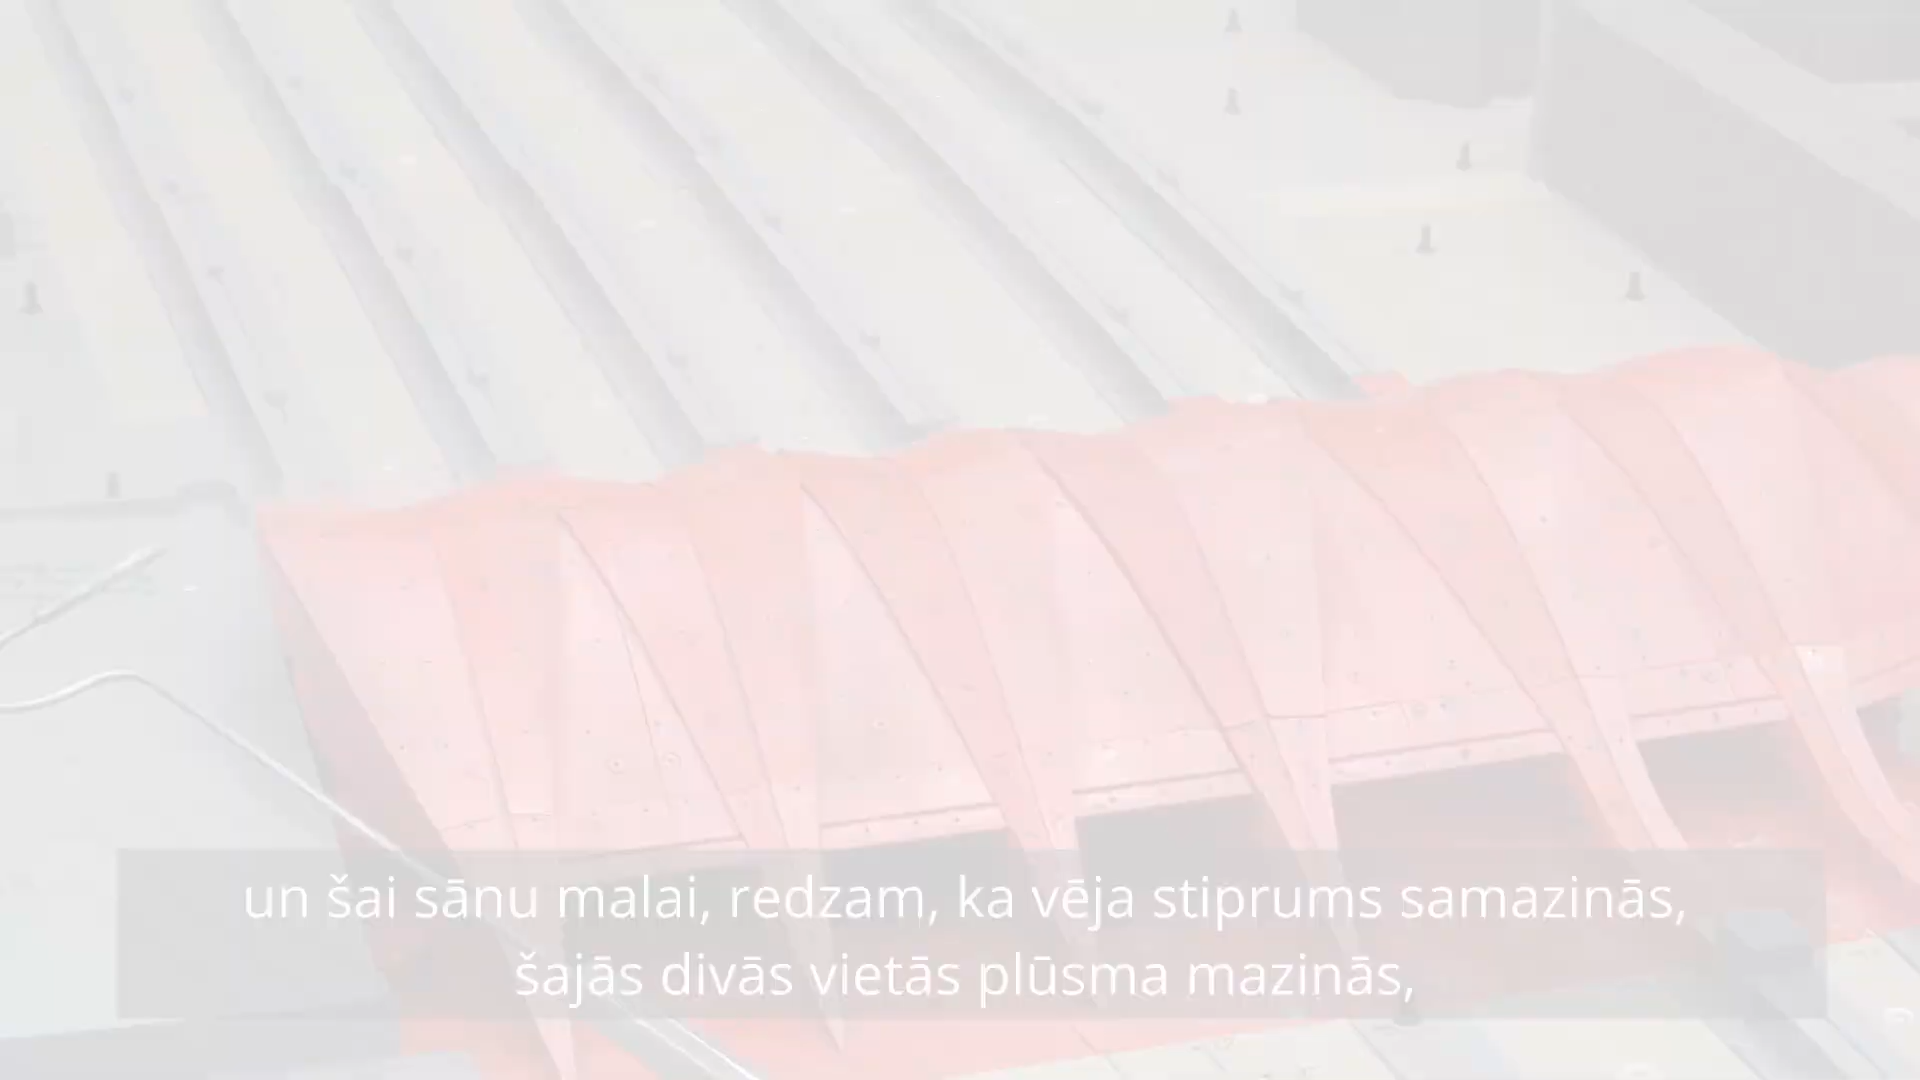 un šai sānu malai, redzam, ka vēja stiprums samazinās,
šajās divās vietās plūsma mazinās,